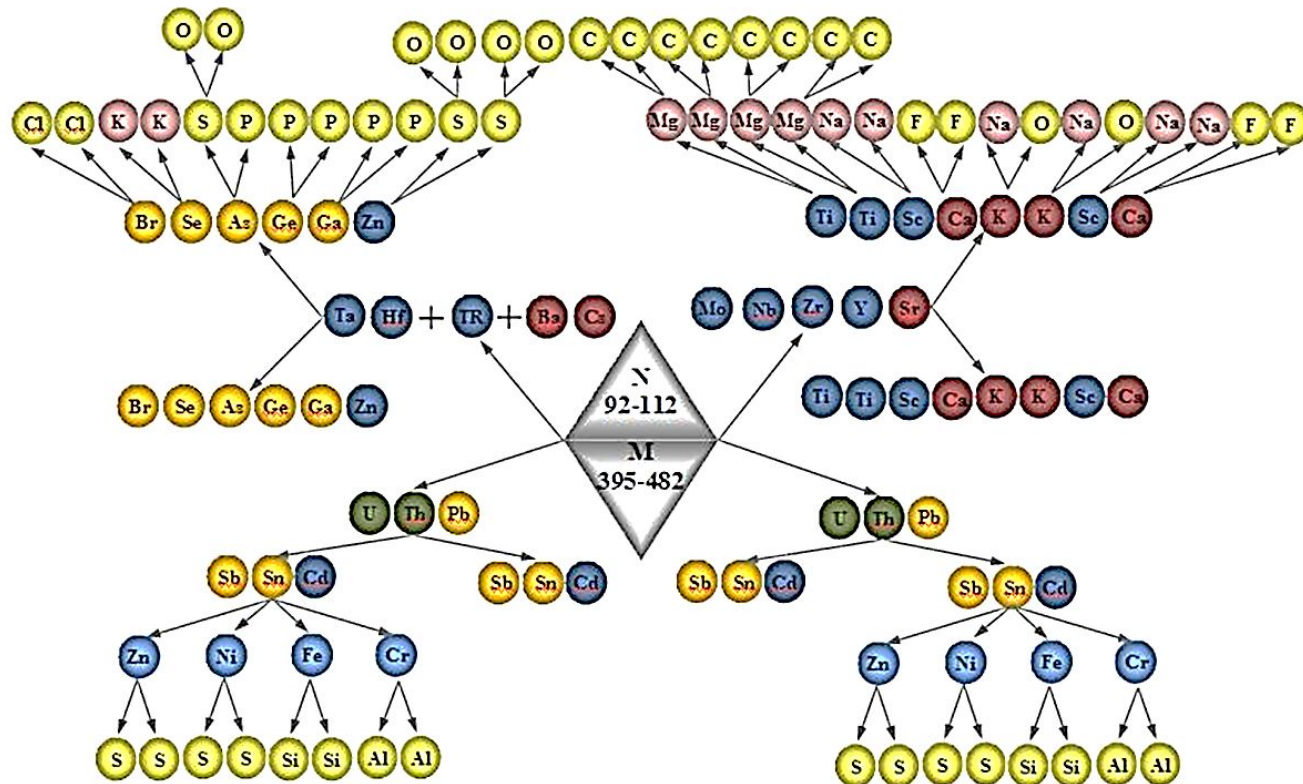 O O O O O O C C C C C C C C
Cl Cl K K S P P P P P S S Mg Mg Mg Mg Na Na F F Na O Na O Na Na F F
Br Se As Ge Ga Zn Ti Ti Sc Ca K K Sc Ca
Ta Hf + TR + Ba Cs Mo Nb Zr Y Sr
N
92-112
Br Se As Ge Ga Zn Ti Ti Sc Ca K K Sc Ca
M
395-482
U Th Pb U Th Pb
Sb Sn Cd Sb Sn Cd Sb Sn Cd Sb Sn Cd
Zn Ni Fe Cr Zn Ni Fe Cr
S S S S Si Si Al Al S S S S Si Si Al Al